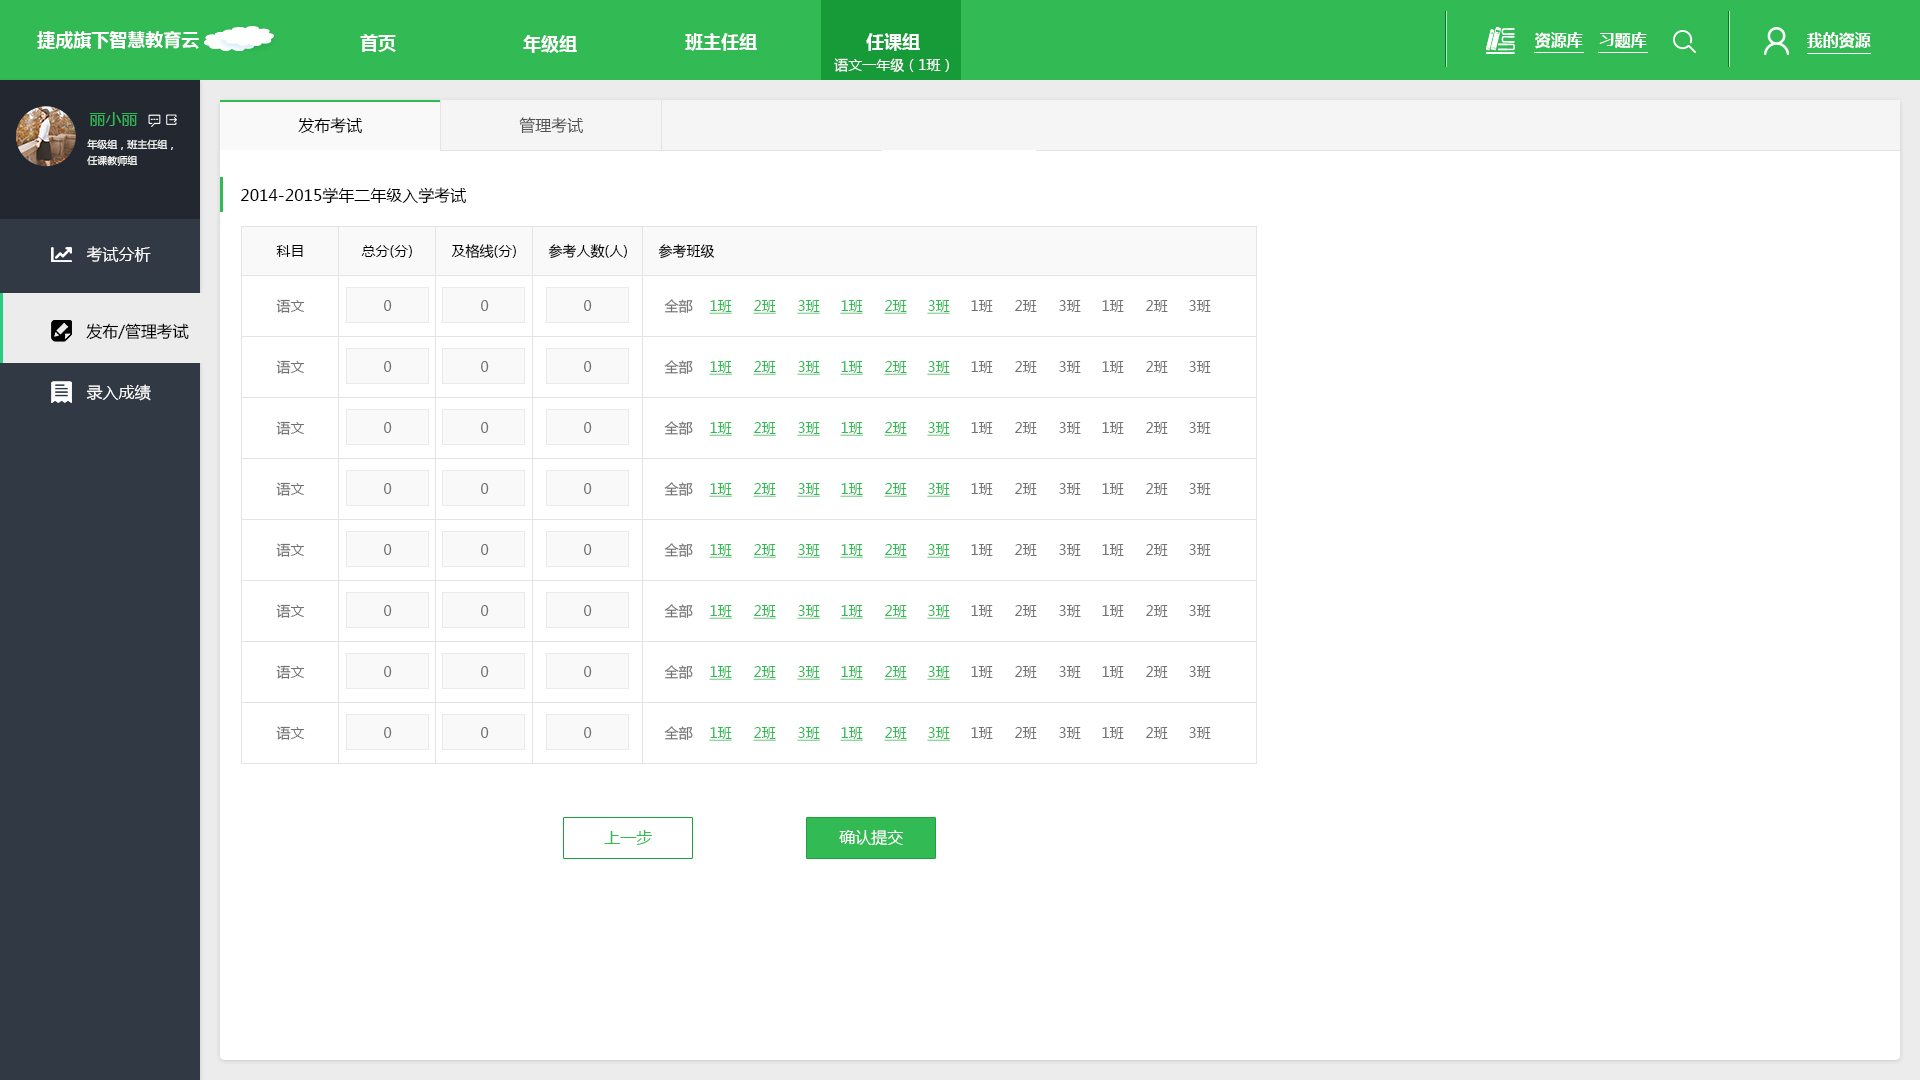 捷成旗下智慧教育云 首页 年级组 班主任组 任课组 资源库 习题库 我的资源
语文一年级（1班）
丽小丽
年级组，班主任组，
任课教师组
考试分析
发布/管理考试
录入成绩
发布考试 管理考试
2014-2015学年二年级入学考试
科目 总分(分) 及格线(分) 参考人数(人) 参考班级
语文 0 0 0 全部 1班 2班 3班 1班 2班 3班 1班 2班 3班 1班 2班 3班
语文 0 0 0 全部 1班 2班 3班 1班 2班 3班 1班 2班 3班 1班 2班 3班
语文 0 0 0 全部 1班 2班 3班 1班 2班 3班 1班 2班 3班 1班 2班 3班
语文 0 0 0 全部 1班 2班 3班 1班 2班 3班 1班 2班 3班 1班 2班 3班
语文 0 0 0 全部 1班 2班 3班 1班 2班 3班 1班 2班 3班 1班 2班 3班
语文 0 0 0 全部 1班 2班 3班 1班 2班 3班 1班 2班 3班 1班 2班 3班
语文 0 0 0 全部 1班 2班 3班 1班 2班 3班 1班 2班 3班 1班 2班 3班
语文 0 0 0 全部 1班 2班 3班 1班 2班 3班 1班 2班 3班 1班 2班 3班
上一步 确认提交